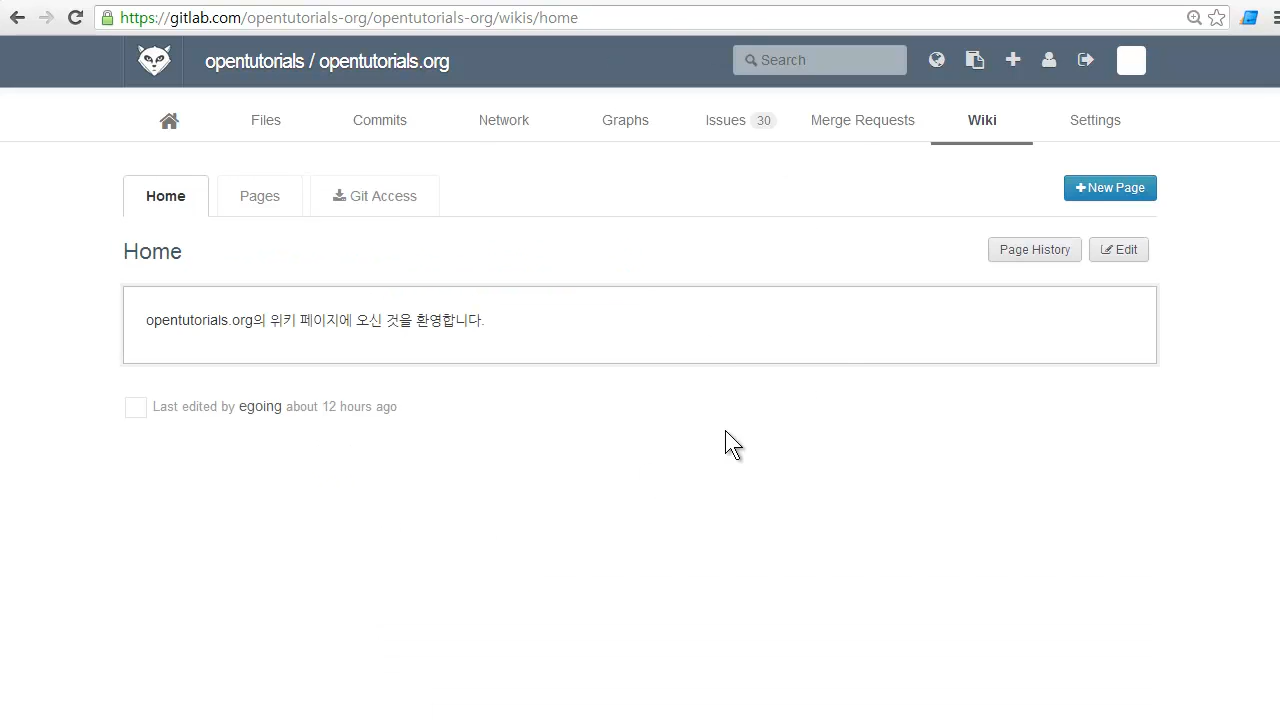 https://gitlab.com/opentutorials-org/opentutorials-org/wikis/home
opentutorials / opentutorials.org
Search
Files
Commits
Network
Graphs
Issues 30
Merge Requests
Wiki
Settings
Home
Pages
Git Access
New Page
Home
Page History
Edit
opentutorials.org의 위키 페이지에 오신 것을 환영합니다.
Last edited by egoing about 12 hours ago